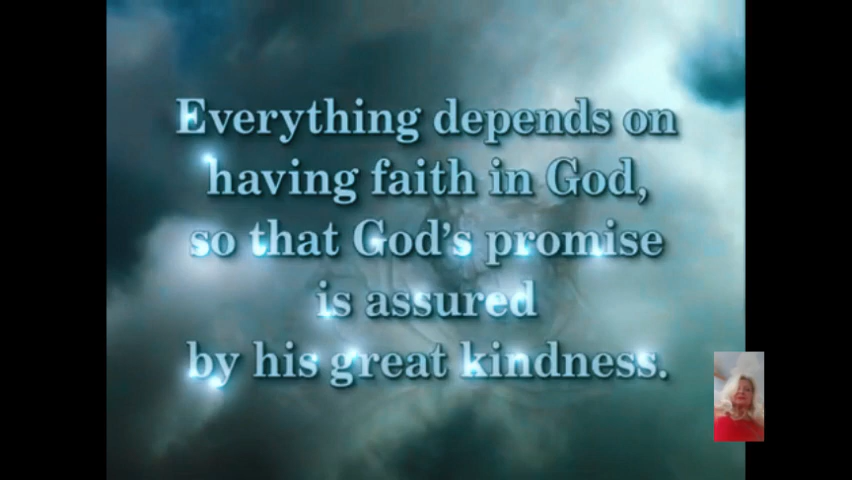 Everything depends on
having faith in God,
so that God's promise
is assured
by his great kindness.